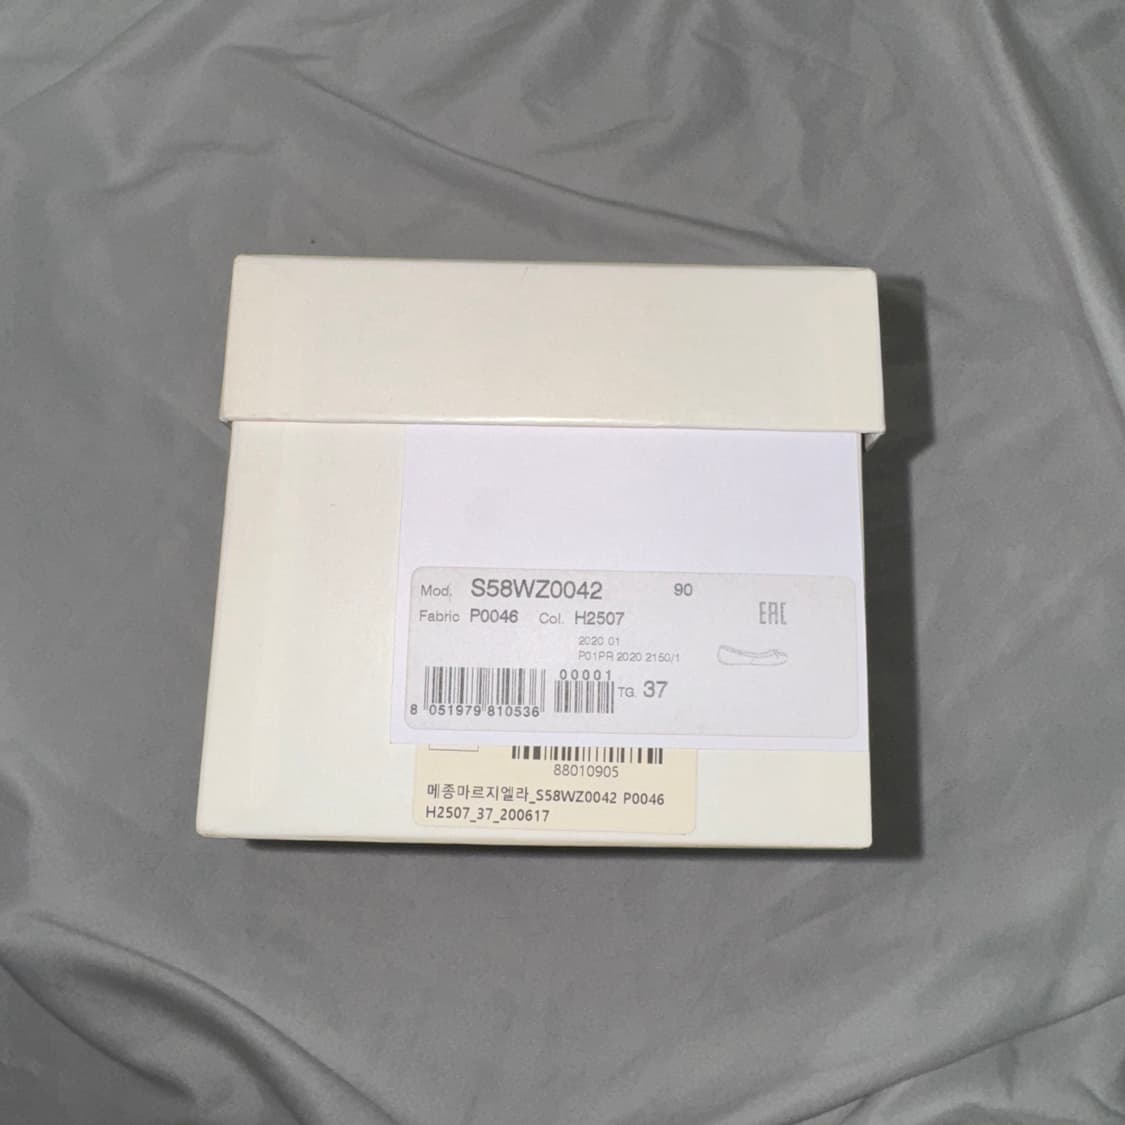 Mod. S58WZ0042 90
Fabric P0046 Col. H2507
EAC
2020 01
P01PR 2020 2150/1
00001
TG. 37
8 051979 810536
88010905
메종마르지엘라_S58WZ0042 P0046
H2507_37_200617